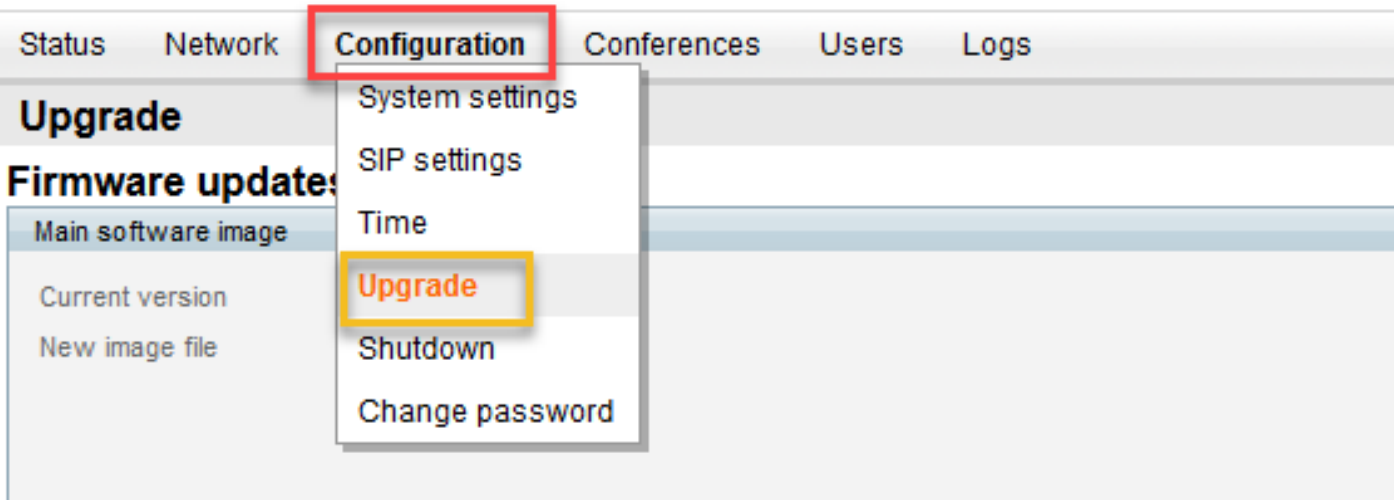 Status Network Configuration Conferences Users Logs
System settings
Upgrade
SIP settings
Firmware updates
Time
Main software image
Upgrade
Current version
New image file
Shutdown
Change password